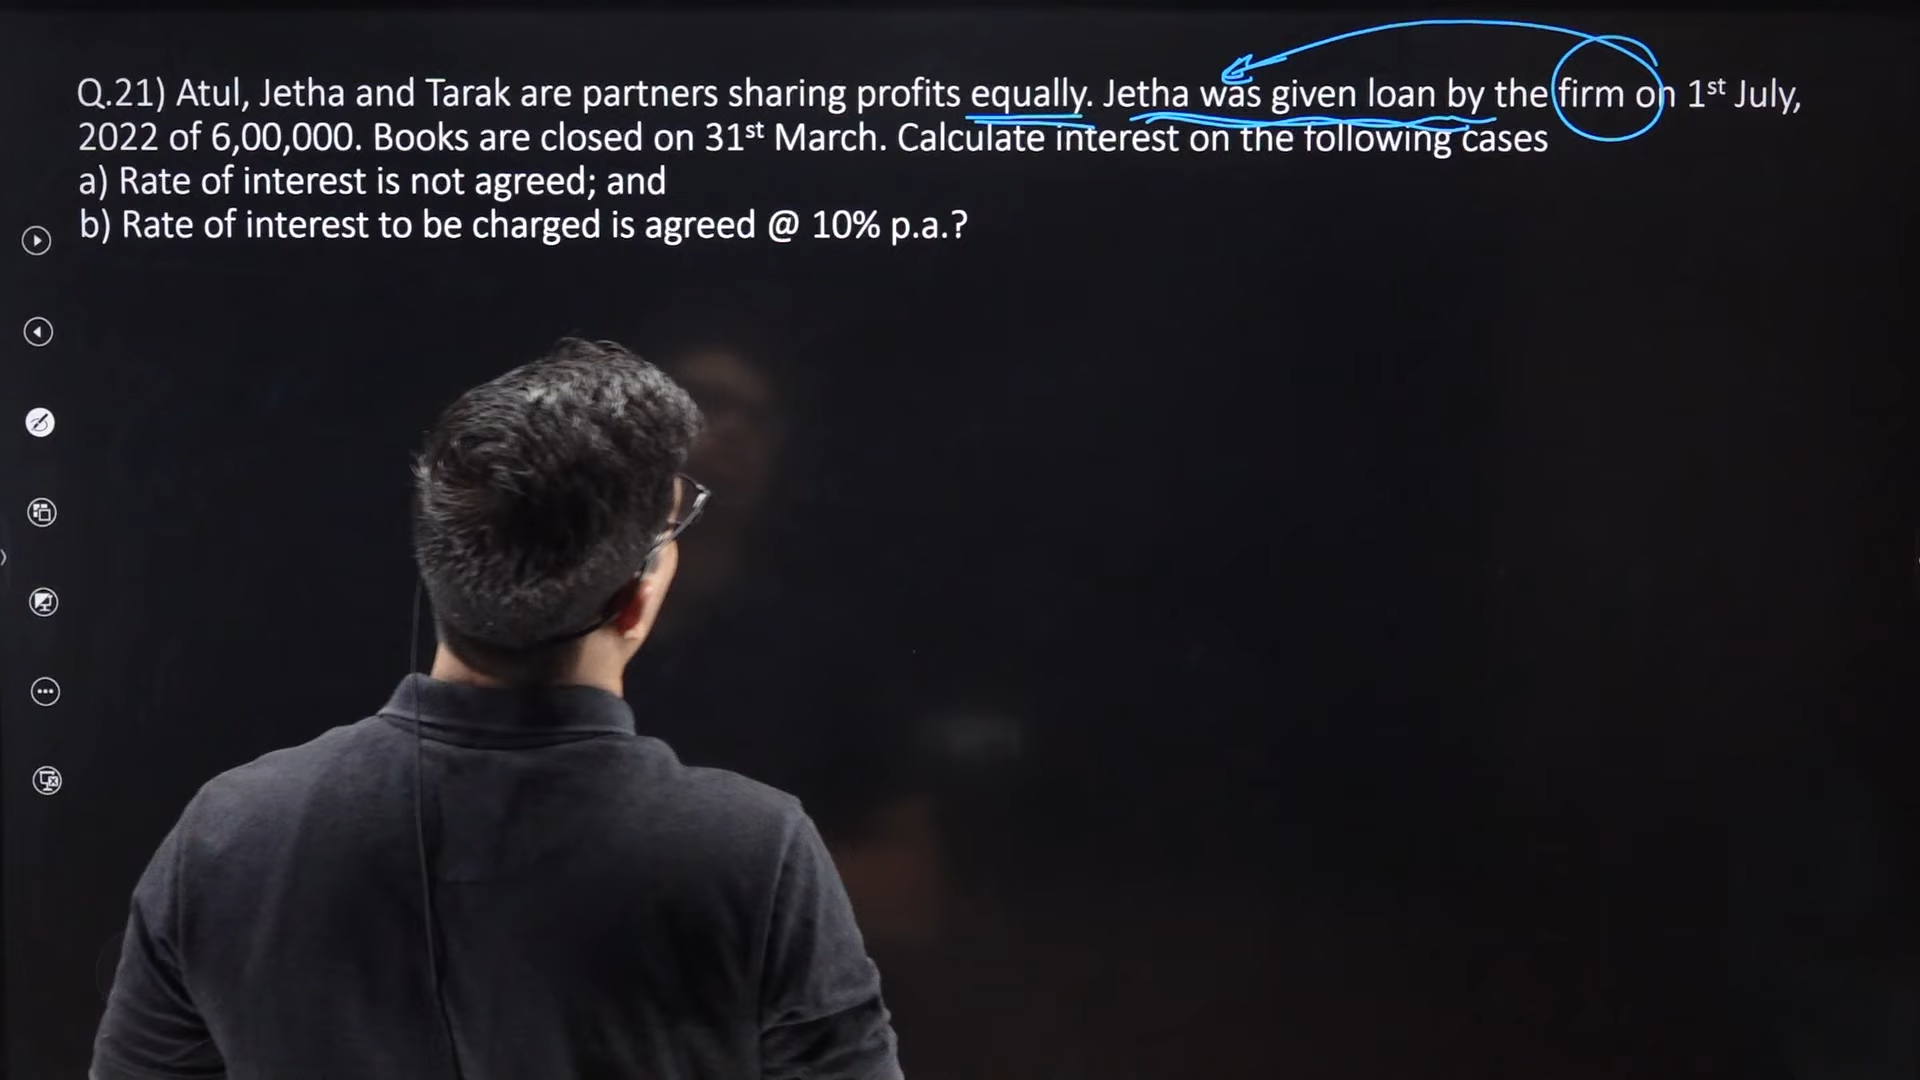 Q.21) Atul, Jetha and Tarak are partners sharing profits equally. Jetha was given loan by the firm on 1st July,
2022 of 6,00,000. Books are closed on 31st March. Calculate interest on the following cases
a) Rate of interest is not agreed; and
b) Rate of interest to be charged is agreed @ 10% p.a.?